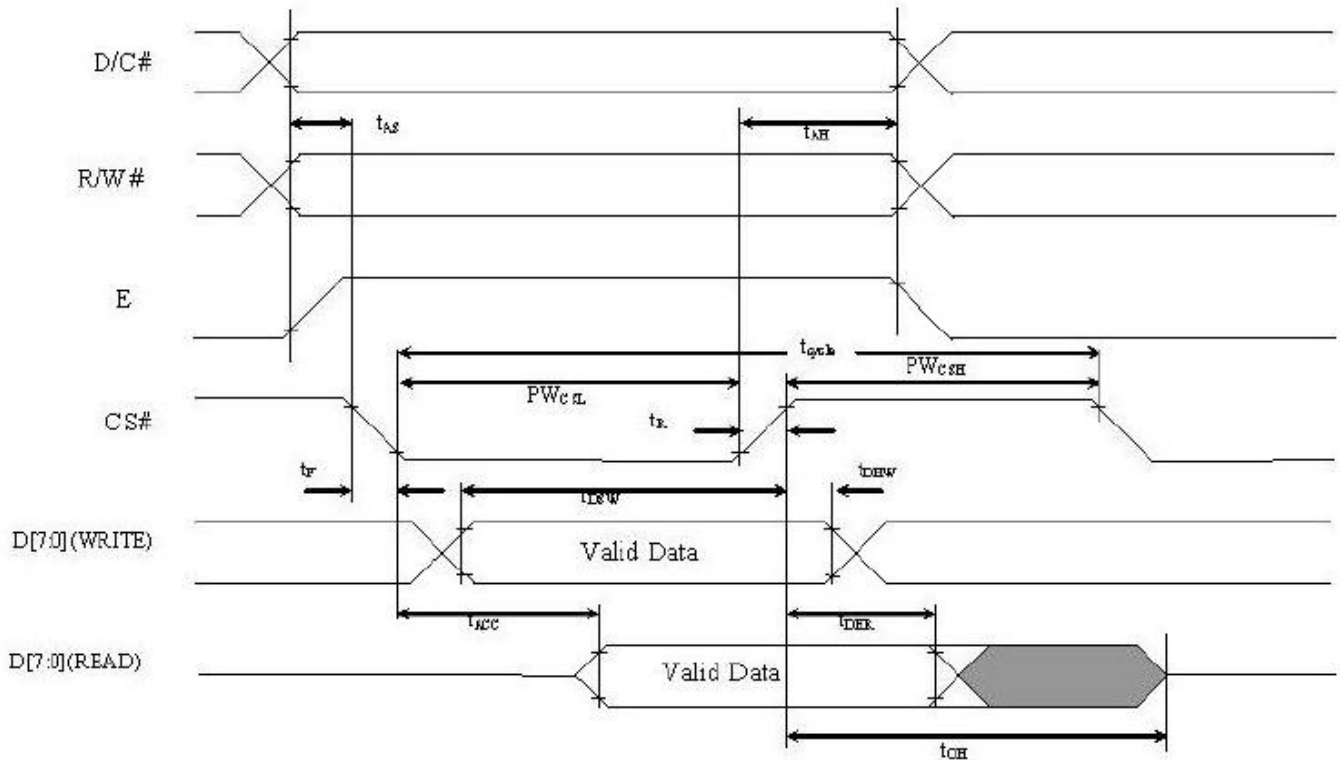 D/C#
tAS
tAH
R/W#
E
tcycle
PWCSL
PWCSH
CS#
tR
tF
tDSW
tDHW
D[7:0](WRITE)
Valid Data
tACC
tDHR
D[7:0](READ)
Valid Data
tOH